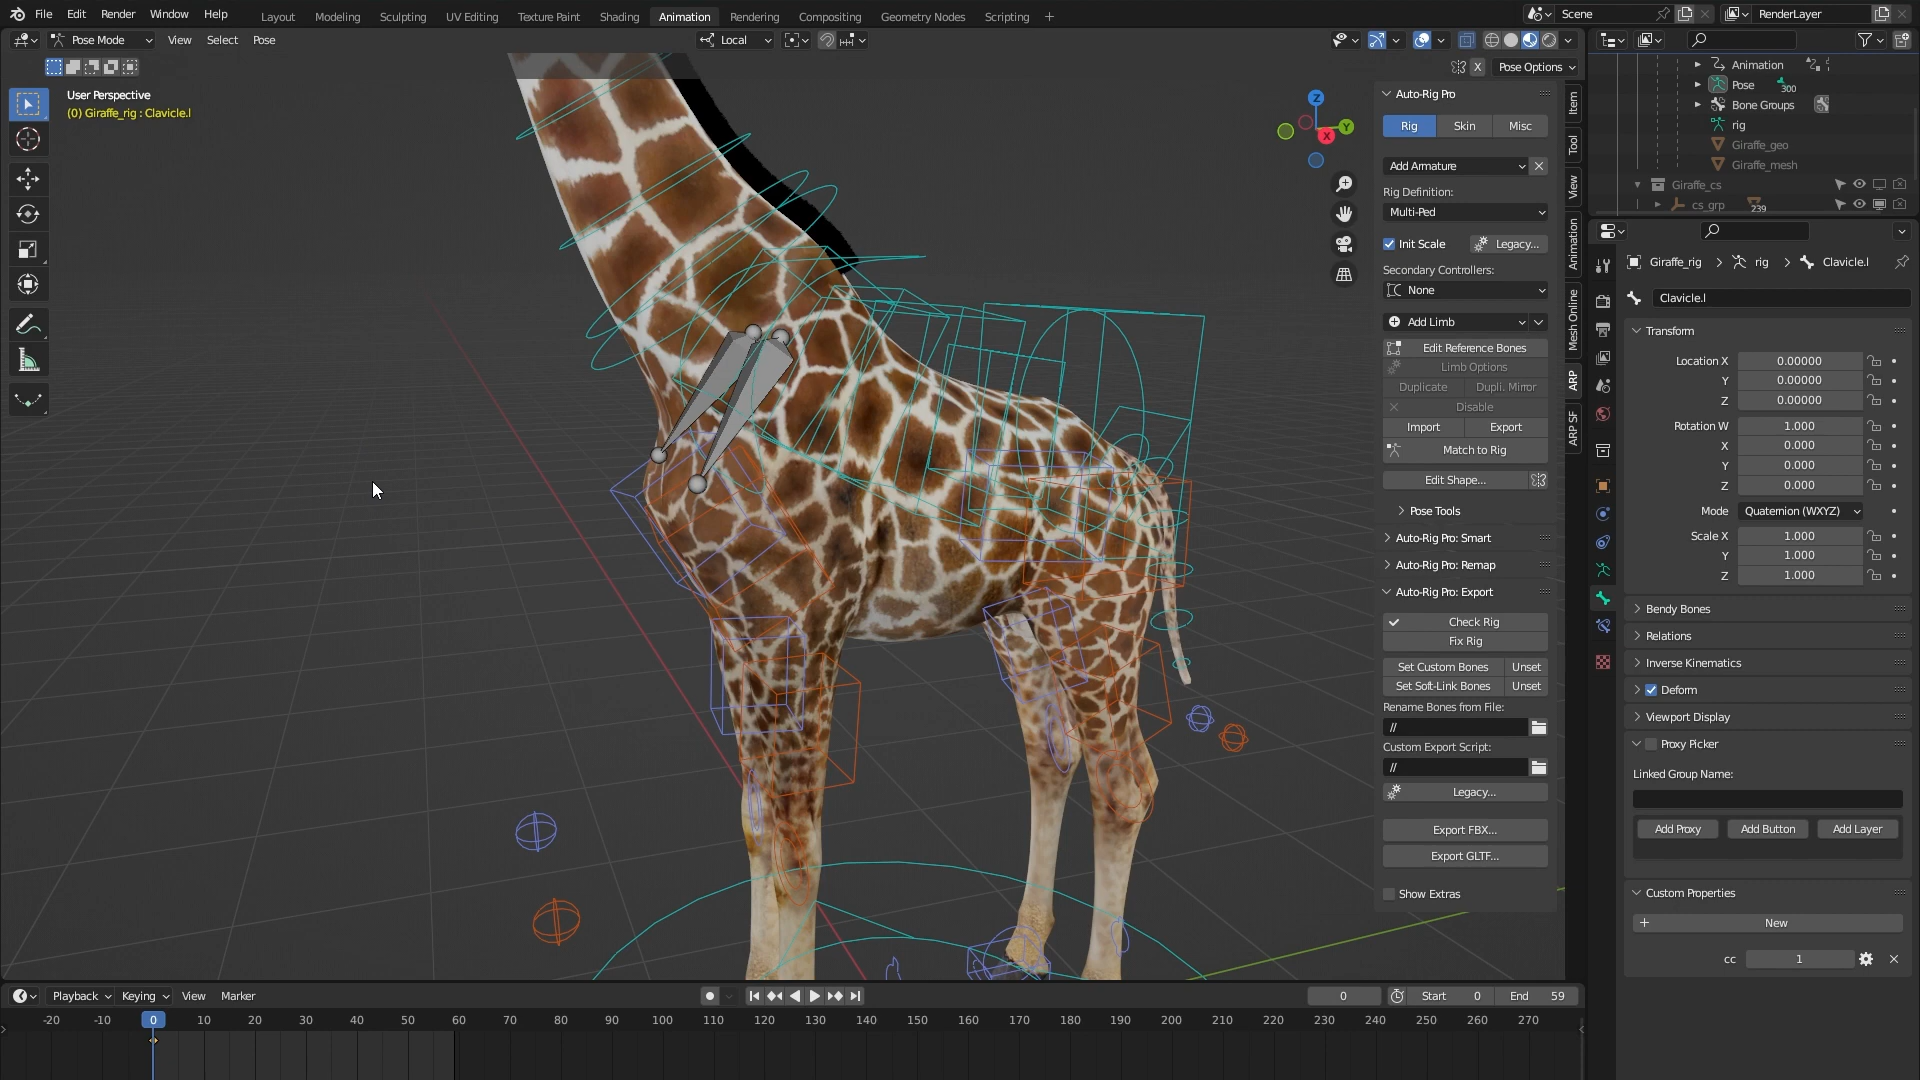 File Edit Render Window Help Layout Modeling Sculpting UV Editing Texture Paint Shading Animation Rendering Compositing Geometry Nodes Scripting + Scene RenderLayer
Pose Mode View Select Pose Local
X Pose Options
User Perspective
(0) Giraffe_rig : Clavicle.l
Z
Y
X
Auto-Rig Pro
Rig Skin Misc
Add Armature
Rig Definition:
Multi-Ped
Init Scale Legacy...
Secondary Controllers:
None
Add Limb
Edit Reference Bones
Limb Options
Duplicate Dupli. Mirror
Disable
Import Export
Match to Rig
Edit Shape...
Pose Tools
Auto-Rig Pro: Smart
Auto-Rig Pro: Remap
Auto-Rig Pro: Export
Check Rig
Fix Rig
Set Custom Bones Unset
Set Soft-Link Bones Unset
Rename Bones from File:
//
Custom Export Script:
//
Legacy...
Export FBX...
Export GLTF...
Show Extras
Item
Tool
View
Animation
Mesh Online
ARP
ARP SF
Animation
Pose 300
Bone Groups
rig
Giraffe_geo
Giraffe_mesh
Giraffe_cs
cs_grp 239
Giraffe_rig > rig > Clavicle.l
Clavicle.l
Transform
Location X 0.00000
Y 0.00000
Z 0.00000
Rotation W 1.000
X 0.000
Y 0.000
Z 0.000
Mode Quaternion (WXYZ)
Scale X 1.000
Y 1.000
Z 1.000
Bendy Bones
Relations
Inverse Kinematics
Deform
Viewport Display
Proxy Picker
Linked Group Name:
Add Proxy Add Button Add Layer
Custom Properties
+ New
cc 1
Playback Keying View Marker 0 Start 0 End 59
-20 -10 0 10 20 30 40 50 60 70 80 90 100 110 120 130 140 150 160 170 180 190 200 210 220 230 240 250 260 270